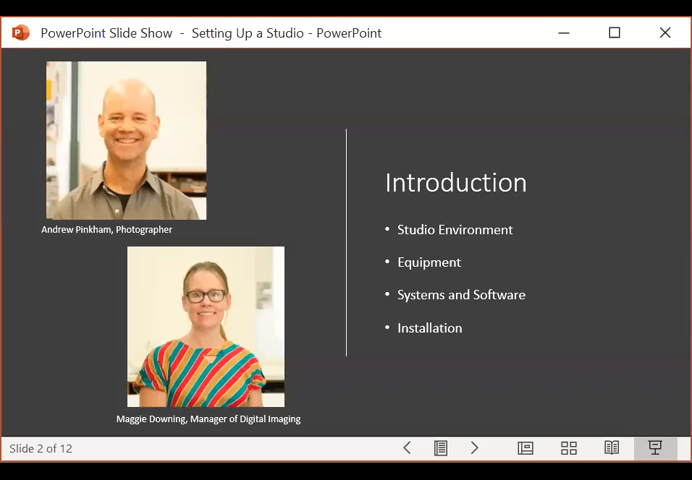 PowerPoint Slide Show - Setting Up a Studio - PowerPoint
Andrew Pinkham, Photographer
Maggie Downing, Manager of Digital Imaging
Introduction
• Studio Environment
• Equipment
• Systems and Software
• Installation
Slide 2 of 12